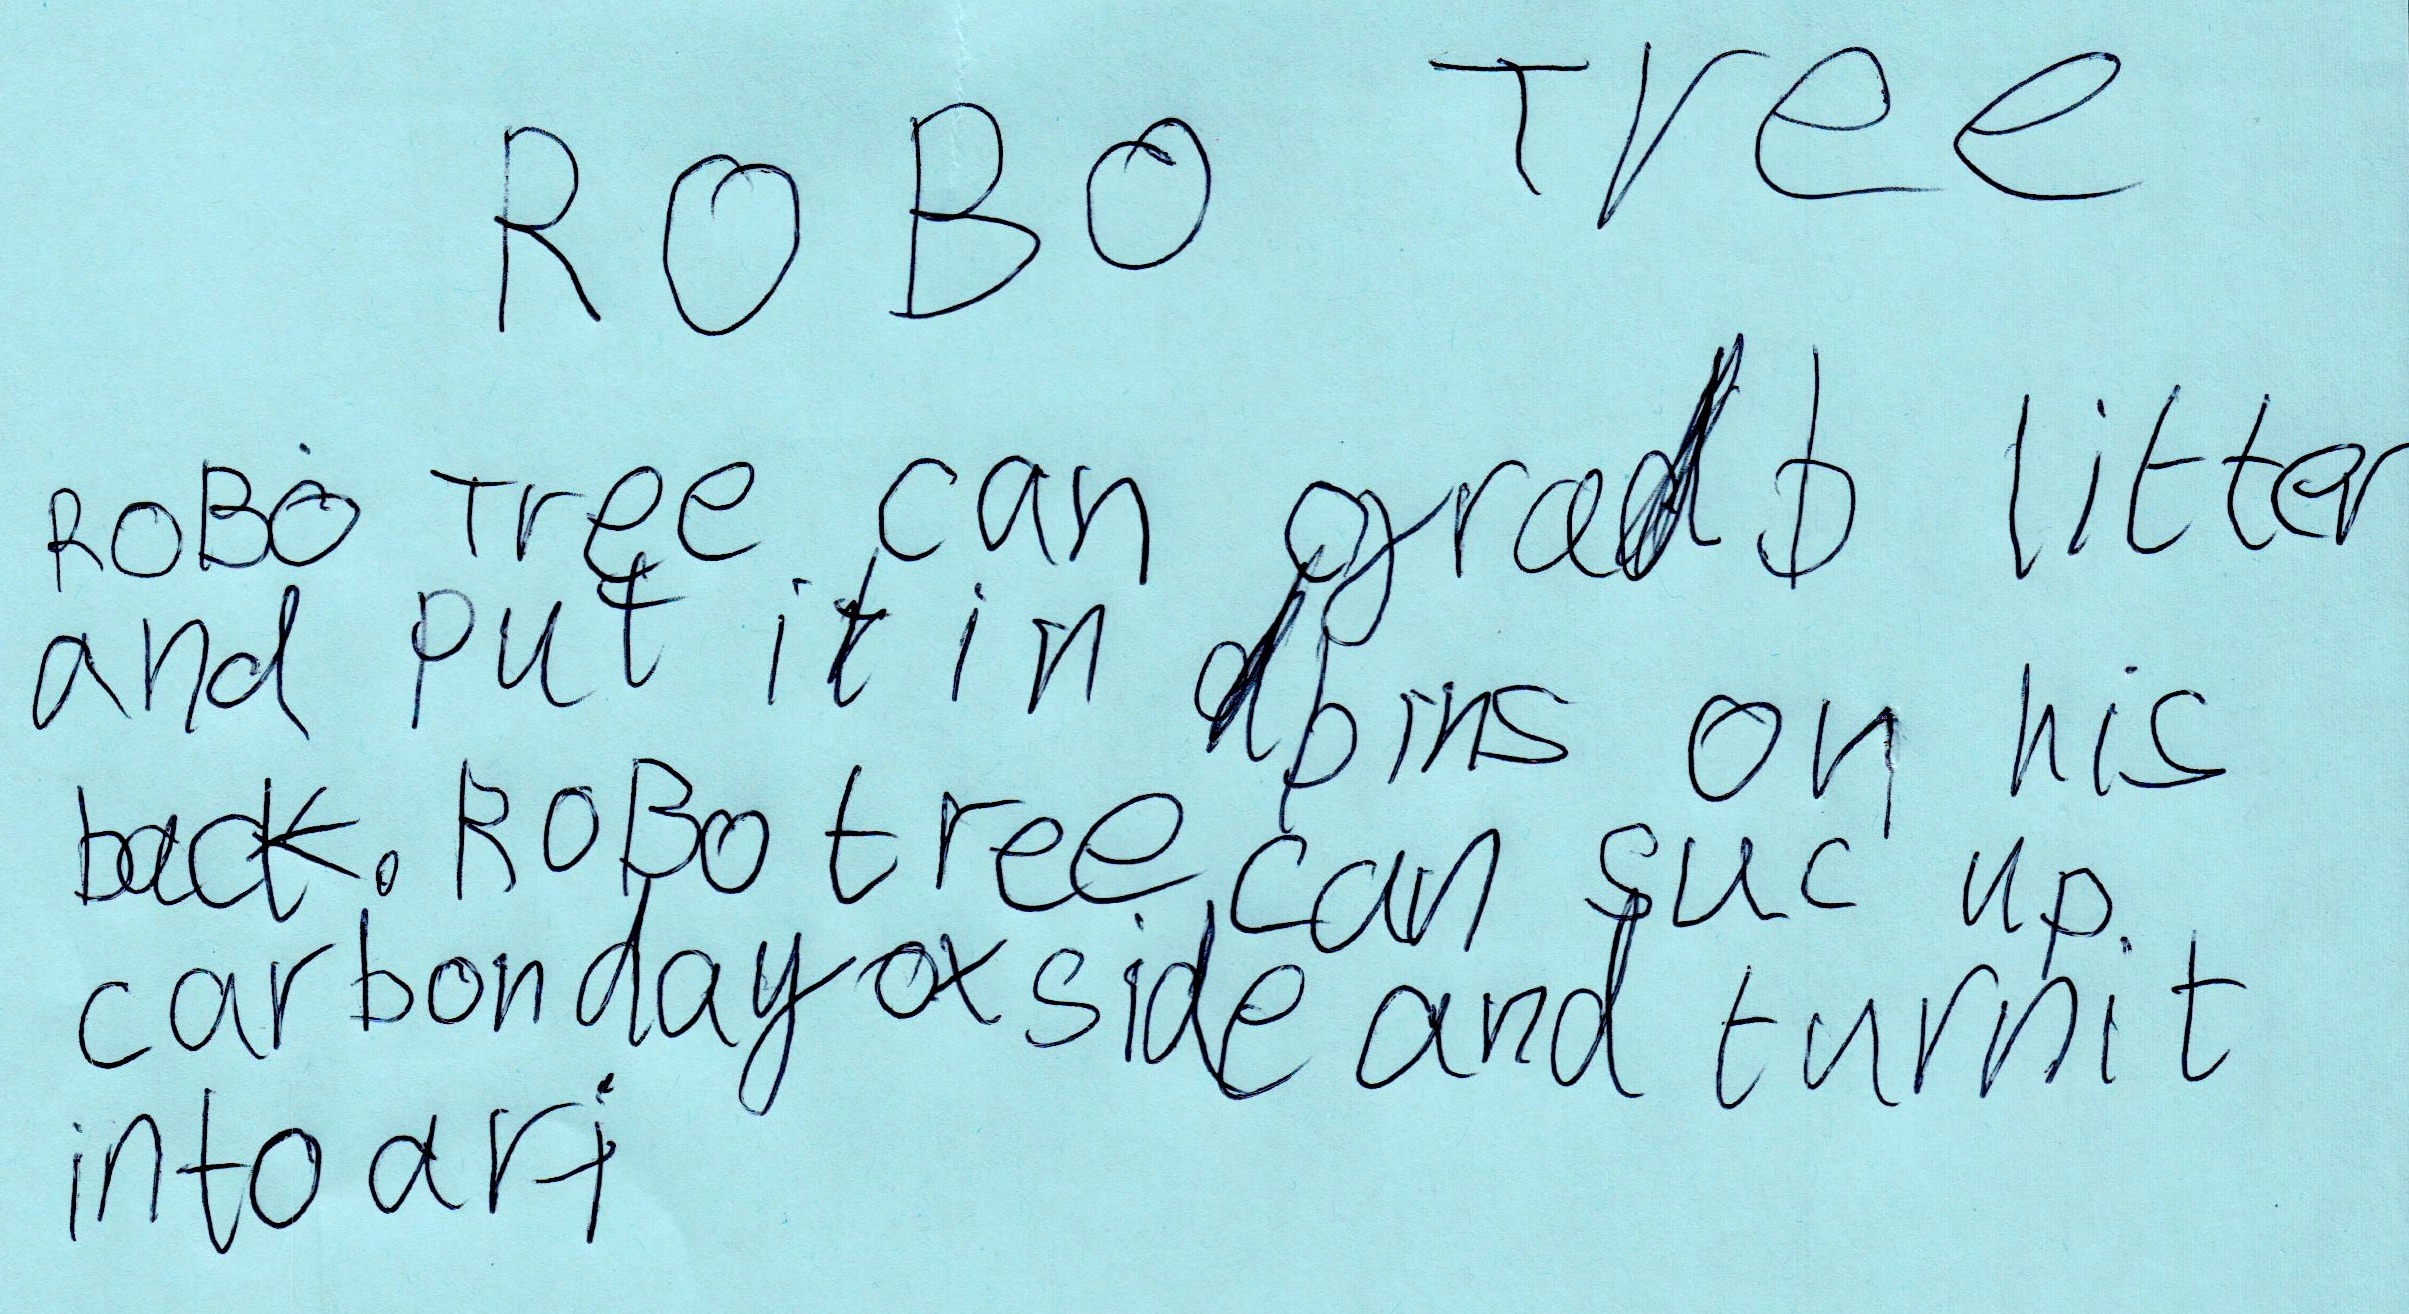 ROBO Tree
ROBO Tree can grab litter
and put it in bins on his
back. ROBO tree can suc up
carbondayoxside and turnit
into ari